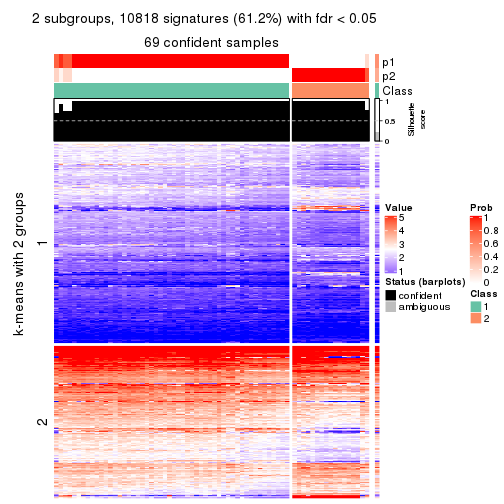 2 subgroups, 10818 signatures (61.2%) with fdr < 0.05
69 confident samples
p1
p2
Class
1
0.5
0
Silhouette
score
k-means with 2 groups
1
2
Value
5
4
3
2
1
Status (barplots)
confident
ambiguous
Prob
1
0.8
0.6
0.4
0.2
0
Class
1
2